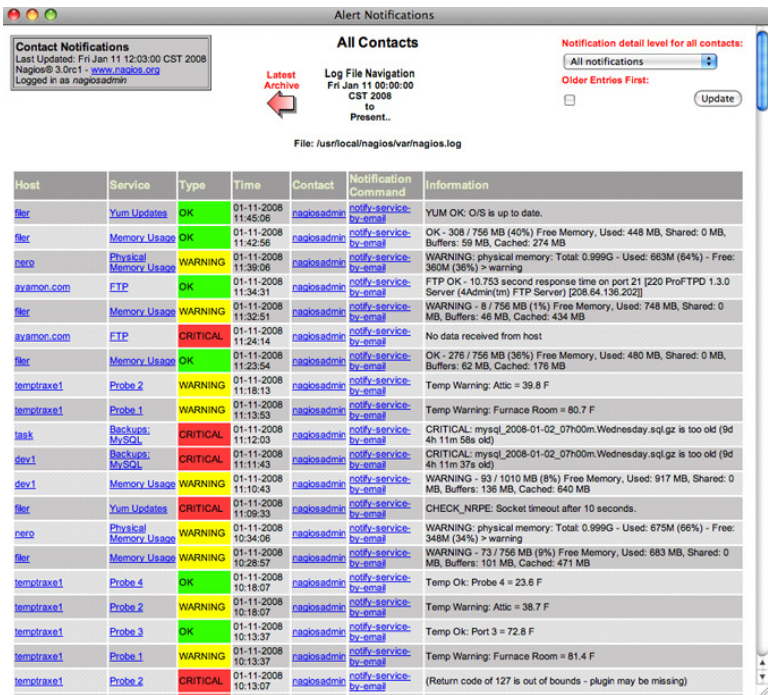 Alert Notifications
Contact Notifications
Last Updated: Fri Jan 11 12:03:00 CST 2008
Nagios® 3.0rc1 - www.nagios.org
Logged in as nagiosadmin
All Contacts
Latest Archive
Log File Navigation
Fri Jan 11 00:00:00
CST 2008
to
Present..
File: /usr/local/nagios/var/nagios.log
Notification detail level for all contacts:
All notifications
Older Entries First:
Update
Host Service Type Time Contact Notification Command Information
filer Yum Updates OK 01-11-2008 11:45:06 nagiosadmin notify-service-by-email YUM OK: O/S is up to date.
filer Memory Usage OK 01-11-2008 11:42:56 nagiosadmin notify-service-by-email OK - 308 / 756 MB (40%) Free Memory, Used: 448 MB, Shared: 0 MB, Buffers: 59 MB, Cached: 274 MB
nero Physical Memory Usage WARNING 01-11-2008 11:39:06 nagiosadmin notify-service-by-email WARNING: physical memory: Total: 0.999G - Used: 663M (64%) - Free: 360M (36%) > warning
ayamon.com FTP OK 01-11-2008 11:34:31 nagiosadmin notify-service-by-email FTP OK - 10.753 second response time on port 21 [220 ProFTPD 1.3.0 Server (4Admin(tm) FTP Server) [208.64.136.202]]
filer Memory Usage WARNING 01-11-2008 11:32:51 nagiosadmin notify-service-by-email WARNING - 8 / 756 MB (1%) Free Memory, Used: 748 MB, Shared: 0 MB, Buffers: 46 MB, Cached: 434 MB
ayamon.com FTP CRITICAL 01-11-2008 11:24:14 nagiosadmin notify-service-by-email No data received from host
filer Memory Usage OK 01-11-2008 11:23:54 nagiosadmin notify-service-by-email OK - 276 / 756 MB (36%) Free Memory, Used: 480 MB, Shared: 0 MB, Buffers: 62 MB, Cached: 176 MB
temptraxe1 Probe 2 WARNING 01-11-2008 11:18:13 nagiosadmin notify-service-by-email Temp Warning: Attic = 39.8 F
temptraxe1 Probe 1 WARNING 01-11-2008 11:13:53 nagiosadmin notify-service-by-email Temp Warning: Furnace Room = 80.7 F
task Backups: MySQL CRITICAL 01-11-2008 11:12:03 nagiosadmin notify-service-by-email CRITICAL: mysql_2008-01-02_07h00m.Wednesday.sql.gz is too old (9d 4h 11m 58s old)
dev1 Backups: MySQL CRITICAL 01-11-2008 11:11:43 nagiosadmin notify-service-by-email CRITICAL: mysql_2008-01-02_07h00m.Wednesday.sql.gz is too old (9d 4h 11m 37s old)
dev1 Memory Usage WARNING 01-11-2008 11:10:43 nagiosadmin notify-service-by-email WARNING - 93 / 1010 MB (8%) Free Memory, Used: 917 MB, Shared: 0 MB, Buffers: 136 MB, Cached: 640 MB
filer Yum Updates CRITICAL 01-11-2008 11:09:33 nagiosadmin notify-service-by-email CHECK_NRPE: Socket timeout after 10 seconds.
nero Physical Memory Usage WARNING 01-11-2008 10:34:06 nagiosadmin notify-service-by-email WARNING: physical memory: Total: 0.999G - Used: 675M (66%) - Free: 348M (34%) > warning
filer Memory Usage WARNING 01-11-2008 10:28:57 nagiosadmin notify-service-by-email WARNING - 73 / 756 MB (9%) Free Memory, Used: 683 MB, Shared: 0 MB, Buffers: 101 MB, Cached: 471 MB
temptraxe1 Probe 4 OK 01-11-2008 10:18:07 nagiosadmin notify-service-by-email Temp Ok: Probe 4 = 23.6 F
temptraxe1 Probe 2 WARNING 01-11-2008 10:18:07 nagiosadmin notify-service-by-email Temp Warning: Attic = 38.7 F
temptraxe1 Probe 3 OK 01-11-2008 10:13:37 nagiosadmin notify-service-by-email Temp Ok: Port 3 = 72.8 F
temptraxe1 Probe 1 WARNING 01-11-2008 10:13:37 nagiosadmin notify-service-by-email Temp Warning: Furnace Room = 81.4 F
temptraxe1 Probe 2 CRITICAL 01-11-2008 10:13:07 nagiosadmin notify-service-by-email (Return code of 127 is out of bounds - plugin may be missing)